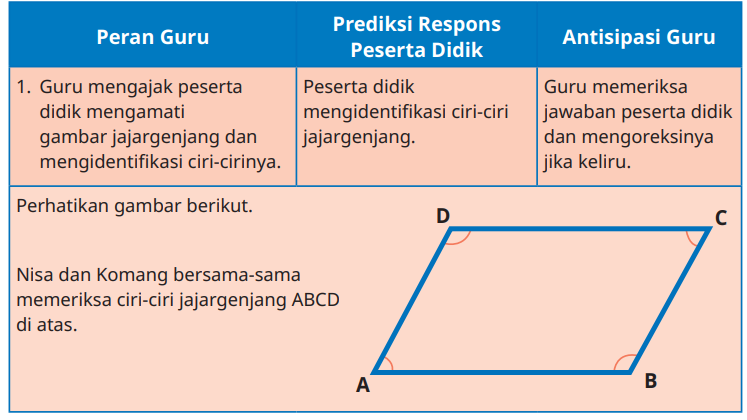 Peran Guru
Prediksi Respons
Peserta Didik
Antisipasi Guru
1. Guru mengajak peserta
didik mengamati
gambar jajargenjang dan
mengidentifikasi ciri-cirinya.
Peserta didik
mengidentifikasi ciri-ciri
jajargenjang.
Guru memeriksa
jawaban peserta didik
dan mengoreksinya
jika keliru.
Perhatikan gambar berikut.
Nisa dan Komang bersama-sama
memeriksa ciri-ciri jajargenjang ABCD
di atas.
D
C
A
B